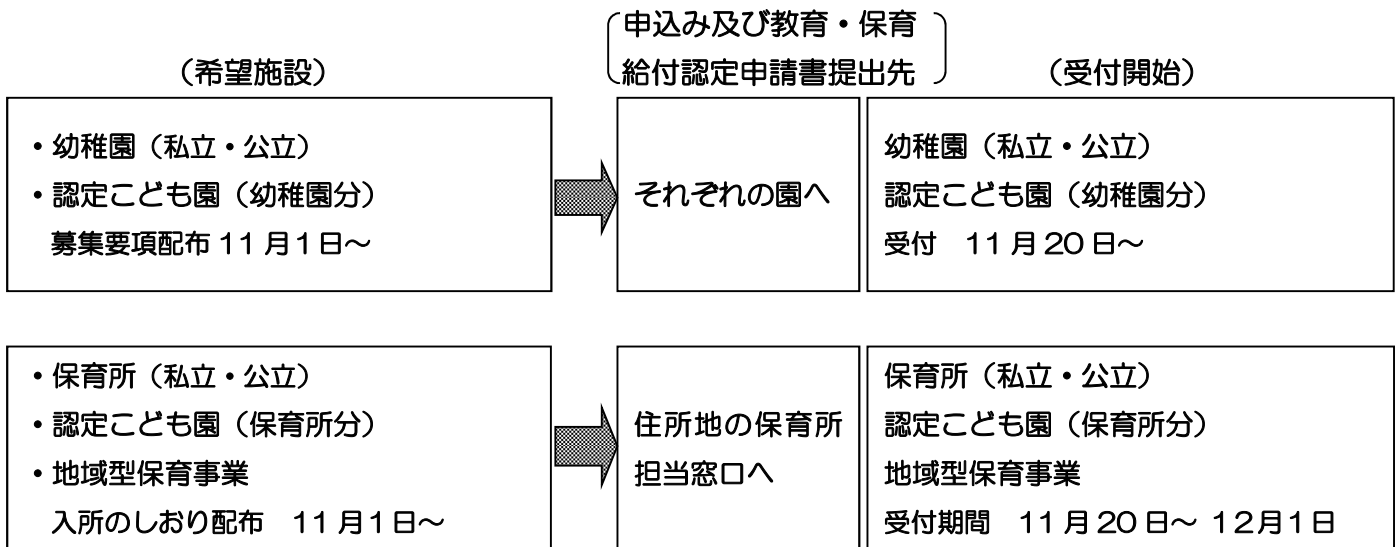 申込み及び教育・保育
給付認定申請書提出先
（希望施設）
（受付開始）
・幼稚園（私立・公立）
・認定こども園（幼稚園分）
募集要項配布 11月1日～
それぞれの園へ
幼稚園（私立・公立）
認定こども園（幼稚園分）
受付　11月20日～
・保育所（私立・公立）
・認定こども園（保育所分）
・地域型保育事業
入所のしおり配布　11月1日～
住所地の保育所
担当窓口へ
保育所（私立・公立）
認定こども園（保育所分）
地域型保育事業
受付期間　11月20日～ 12月1日